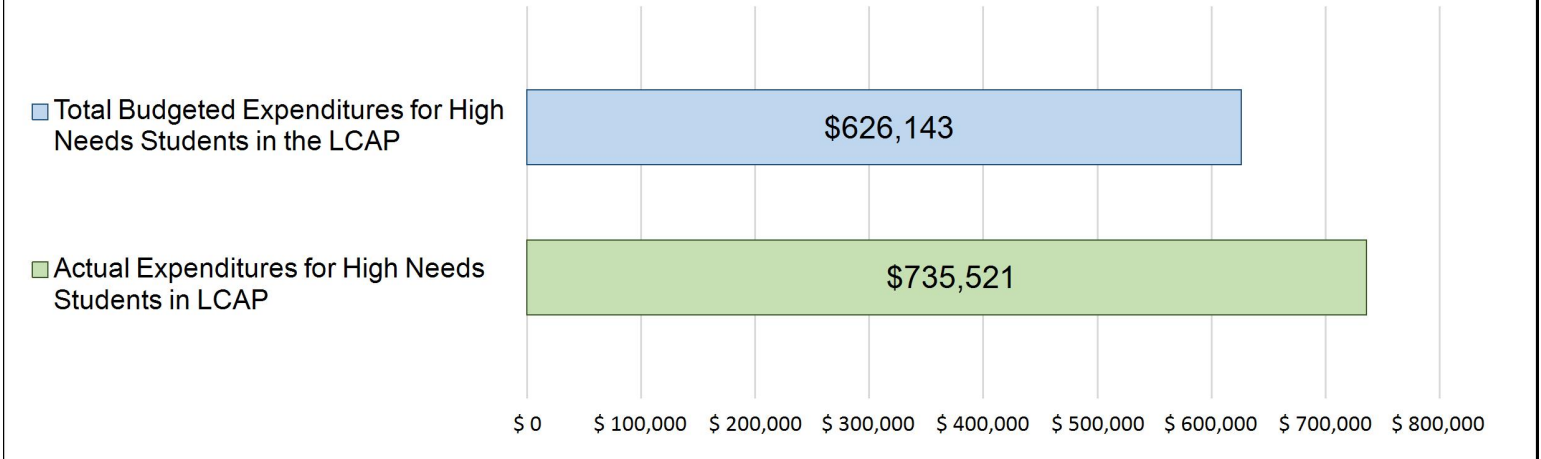 Total Budgeted Expenditures for High
Needs Students in the LCAP
$626,143
Actual Expenditures for High Needs
Students in LCAP
$735,521
$ 0 $ 100,000 $ 200,000 $ 300,000 $ 400,000 $ 500,000 $ 600,000 $ 700,000 $ 800,000